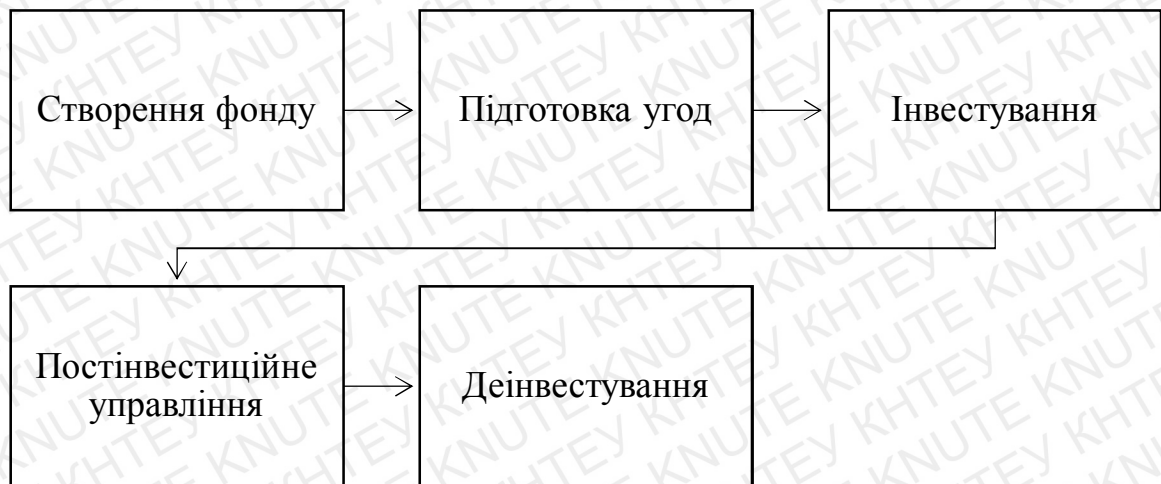 Створення фонду
Підготовка угод
Інвестування
Постінвестиційне
управління
Деінвестування